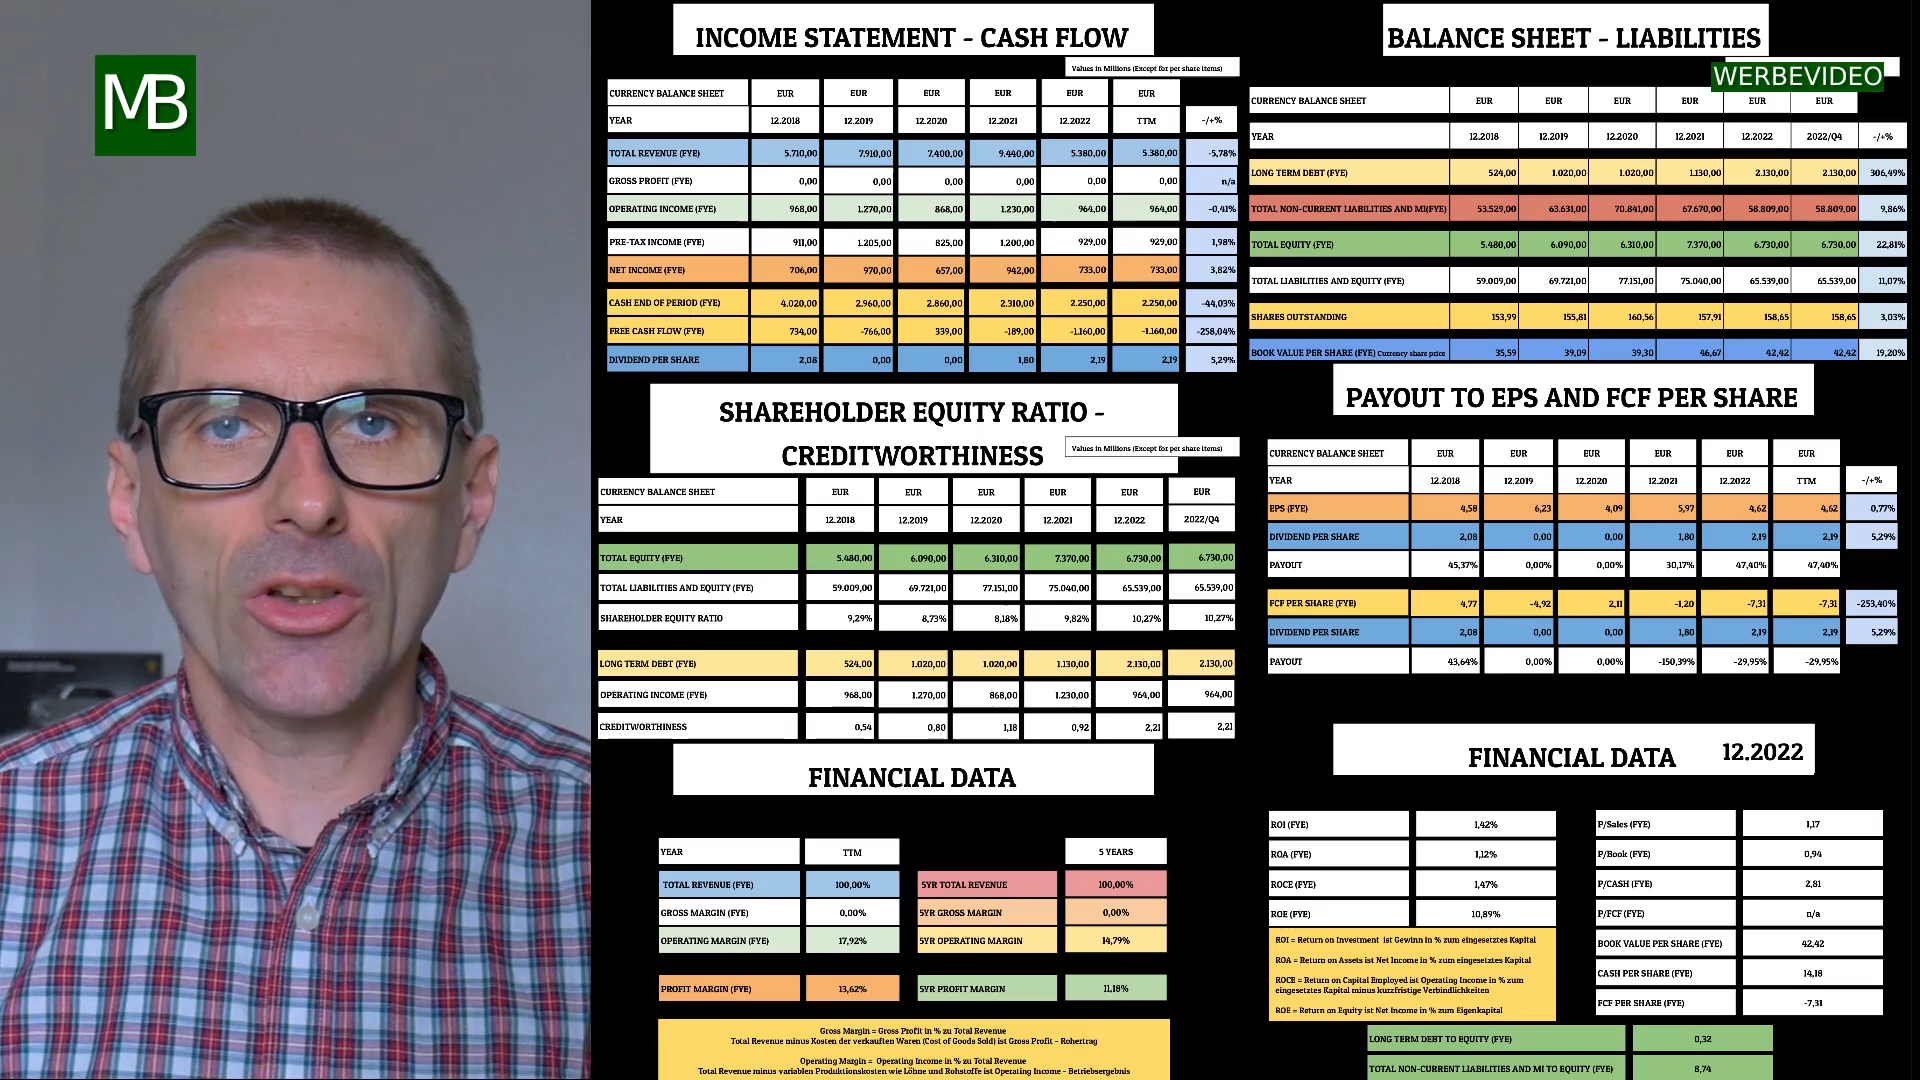 MB
INCOME STATEMENT - CASH FLOW
Values in Millions (Except for per share items)
CURRENCY BALANCE SHEET EUR EUR EUR EUR EUR EUR
YEAR 12.2018 12.2019 12.2020 12.2021 12.2022 TTM -/+%
TOTAL REVENUE (FYE) 5.710,00 7.910,00 7.400,00 9.440,00 5.380,00 5.380,00 -5,78%
GROSS PROFIT (FYE) 0,00 0,00 0,00 0,00 0,00 0,00 n/a
OPERATING INCOME (FYE) 968,00 1.270,00 868,00 1.230,00 964,00 964,00 -0,41%
PRE-TAX INCOME (FYE) 911,00 1.205,00 825,00 1.200,00 929,00 929,00 1,98%
NET INCOME (FYE) 706,00 970,00 657,00 942,00 733,00 733,00 3,82%
CASH END OF PERIOD (FYE) 4.020,00 2.960,00 2.860,00 2.310,00 2.250,00 2.250,00 -44,03%
FREE CASH FLOW (FYE) 734,00 -766,00 339,00 -189,00 -1.160,00 -1.160,00 -258,04%
DIVIDEND PER SHARE 2,08 0,00 0,00 1,80 2,19 2,19 5,29%
BALANCE SHEET - LIABILITIES
WERBEVIDEO
CURRENCY BALANCE SHEET EUR EUR EUR EUR EUR EUR
YEAR 12.2018 12.2019 12.2020 12.2021 12.2022 2022/Q4 -/+%
LONG TERM DEBT (FYE) 524,00 1.020,00 1.020,00 1.130,00 2.130,00 2.130,00 306,49%
TOTAL NON-CURRENT LIABILITIES AND MI(FYE) 53.529,00 63.631,00 70.841,00 67.670,00 58.809,00 58.809,00 9,86%
TOTAL EQUITY (FYE) 5.480,00 6.090,00 6.310,00 7.370,00 6.730,00 6.730,00 22,81%
TOTAL LIABILITIES AND EQUITY (FYE) 59.009,00 69.721,00 77.151,00 75.040,00 65.539,00 65.539,00 11,07%
SHARES OUTSTANDING 153,99 155,81 160,56 157,91 158,65 158,65 3,03%
BOOK VALUE PER SHARE (FYE) Currency share price 35,59 39,09 39,30 46,67 42,42 42,42 19,20%
SHAREHOLDER EQUITY RATIO -
CREDITWORTHINESS
Values in Millions (Except for per share items)
CURRENCY BALANCE SHEET EUR EUR EUR EUR EUR EUR
YEAR 12.2018 12.2019 12.2020 12.2021 12.2022 2022/Q4
TOTAL EQUITY (FYE) 5.480,00 6.090,00 6.310,00 7.370,00 6.730,00 6.730,00
TOTAL LIABILITIES AND EQUITY (FYE) 59.009,00 69.721,00 77.151,00 75.040,00 65.539,00 65.539,00
SHAREHOLDER EQUITY RATIO 9,29% 8,73% 8,18% 9,82% 10,27% 10,27%
LONG TERM DEBT (FYE) 524,00 1.020,00 1.020,00 1.130,00 2.130,00 2.130,00
OPERATING INCOME (FYE) 968,00 1.270,00 868,00 1.230,00 964,00 964,00
CREDITWORTHINESS 0,54 0,80 1,18 0,92 2,21 2,21
PAYOUT TO EPS AND FCF PER SHARE
CURRENCY BALANCE SHEET EUR EUR EUR EUR EUR EUR
YEAR 12.2018 12.2019 12.2020 12.2021 12.2022 TTM -/+%
EPS (FYE) 4,58 6,23 4,09 5,97 4,62 4,62 0,77%
DIVIDEND PER SHARE 2,08 0,00 0,00 1,80 2,19 2,19 5,29%
PAYOUT 45,37% 0,00% 0,00% 30,17% 47,40% 47,40%
FCF PER SHARE (FYE) 4,77 -4,92 2,11 -1,20 -7,31 -7,31 -253,40%
DIVIDEND PER SHARE 2,08 0,00 0,00 1,80 2,19 2,19 5,29%
PAYOUT 43,64% 0,00% 0,00% -150,39% -29,95% -29,95%
FINANCIAL DATA
YEAR TTM 5 YEARS
TOTAL REVENUE (FYE) 100,00% 5YR TOTAL REVENUE 100,00%
GROSS MARGIN (FYE) 0,00% 5YR GROSS MARGIN 0,00%
OPERATING MARGIN (FYE) 17,92% 5YR OPERATING MARGIN 14,79%
PROFIT MARGIN (FYE) 13,62% 5YR PROFIT MARGIN 11,18%
Gross Margin = Gross Profit in % zu Total Revenue
Total Revenue minus Kosten der verkauften Waren (Cost of Goods Sold) ist Gross Profit - Rohertrag
Operating Margin = Operating Income in % zu Total Revenue
Total Revenue minus variablen Produktionskosten wie Löhne und Rohstoffe ist Operating Income - Betriebsergebnis
FINANCIAL DATA 12.2022
ROI (FYE) 1,42% P/Sales (FYE) 1,17
ROA (FYE) 1,12% P/Book (FYE) 0,94
ROCE (FYE) 1,47% P/CASH (FYE) 2,81
ROE (FYE) 10,89% P/FCF (FYE) n/a
BOOK VALUE PER SHARE (FYE) 42,42
CASH PER SHARE (FYE) 14,18
FCF PER SHARE (FYE) -7,31
ROI = Return on Investment ist Gewinn in % zum eingesetztes Kapital
ROA = Return on Assets ist Net Income in % zum eingesetztes Kapital
ROCE = Return on Capital Employed ist Operating Income in % zum
eingesetztes Kapital minus kurzfristige Verbindlichkeiten
ROE = Return on Equity ist Net Income in % zum Eigenkapital
LONG TERM DEBT TO EQUITY (FYE) 0,32
TOTAL NON-CURRENT LIABILITIES AND MI TO EQUITY (FYE) 8,74